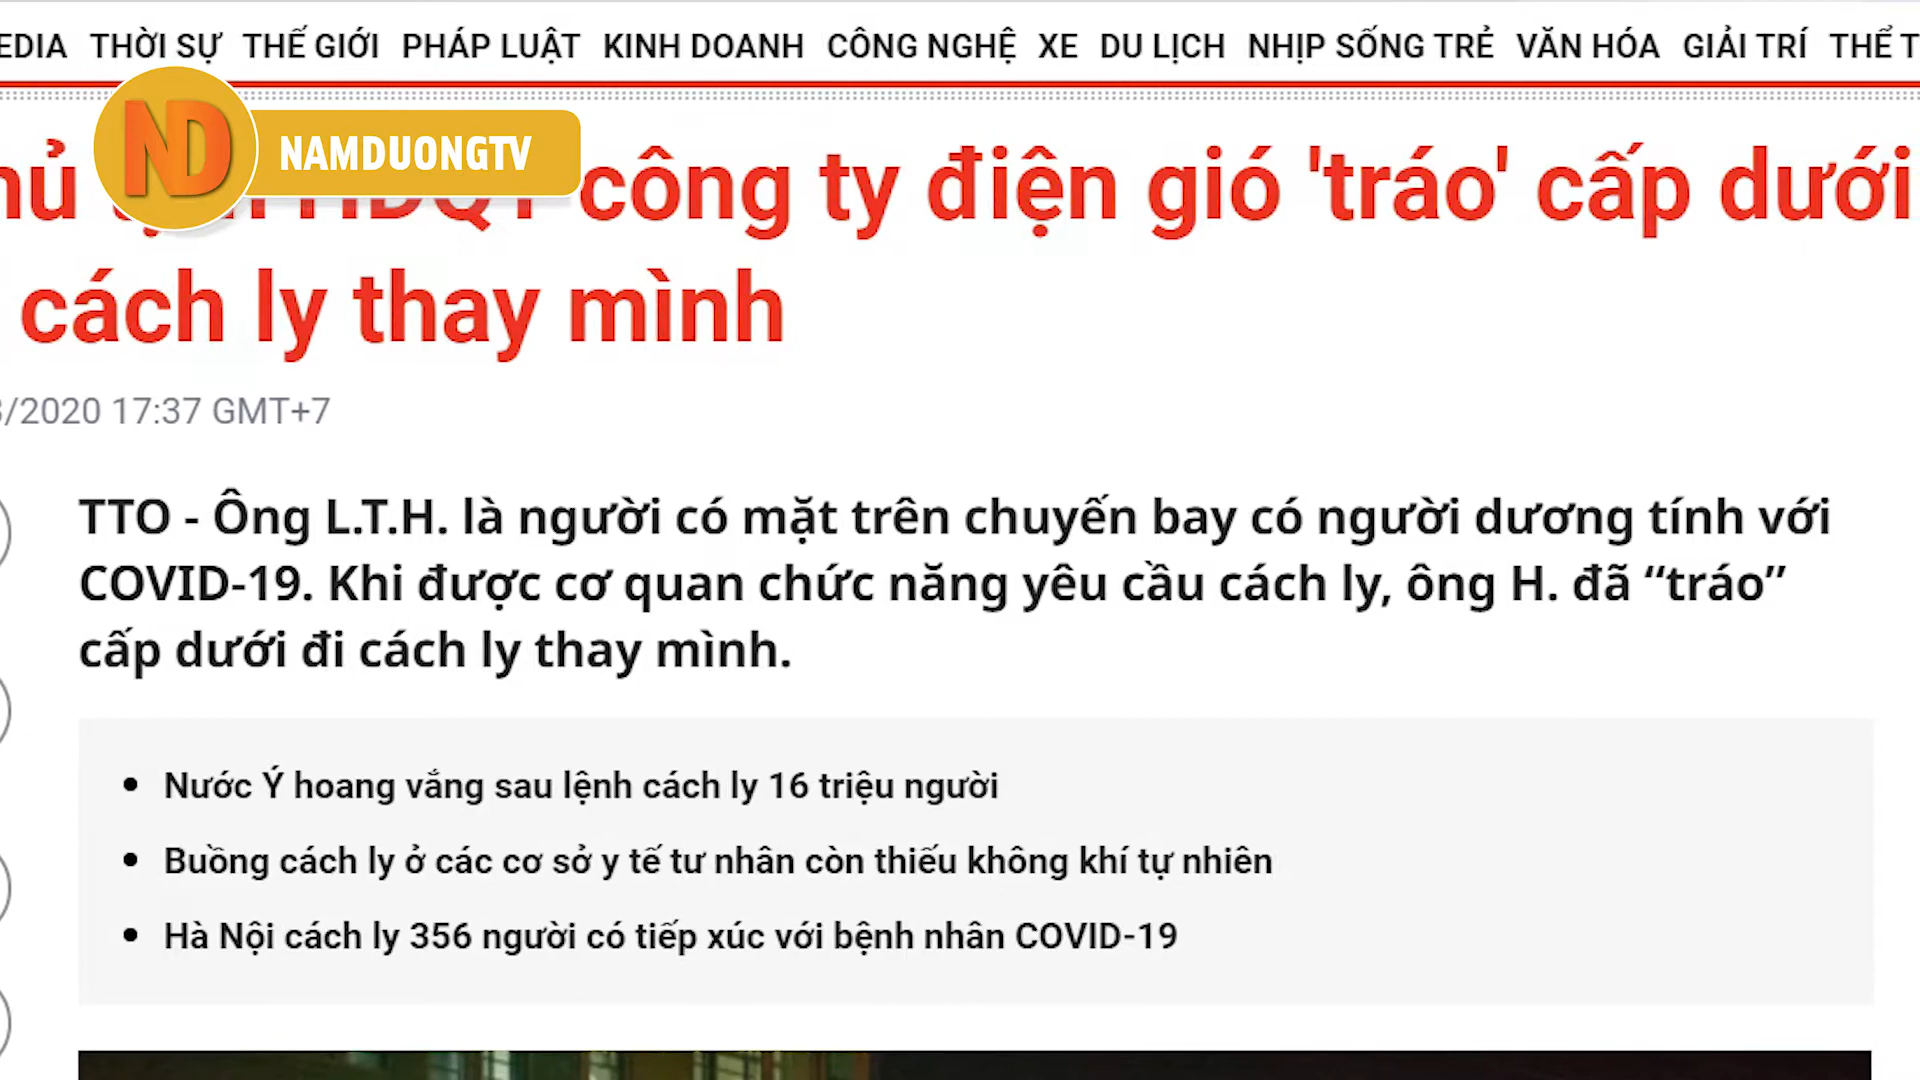 EDIA THỜI SỰ THẾ GIỚI PHÁP LUẬT KINH DOANH CÔNG NGHỆ XE DU LỊCH NHỊP SỐNG TRẺ VĂN HÓA GIẢI TRÍ THỂ T
ND NAMDUONGTV
công ty điện gió 'tráo' cấp dưới
cách ly thay mình
/2020 17:37 GMT+7
TTO - Ông L.T.H. là người có mặt trên chuyến bay có người dương tính với
COVID-19. Khi được cơ quan chức năng yêu cầu cách ly, ông H. đã “tráo”
cấp dưới đi cách ly thay mình.
• Nước Ý hoang vắng sau lệnh cách ly 16 triệu người
• Buồng cách ly ở các cơ sở y tế tư nhân còn thiếu không khí tự nhiên
• Hà Nội cách ly 356 người có tiếp xúc với bệnh nhân COVID-19